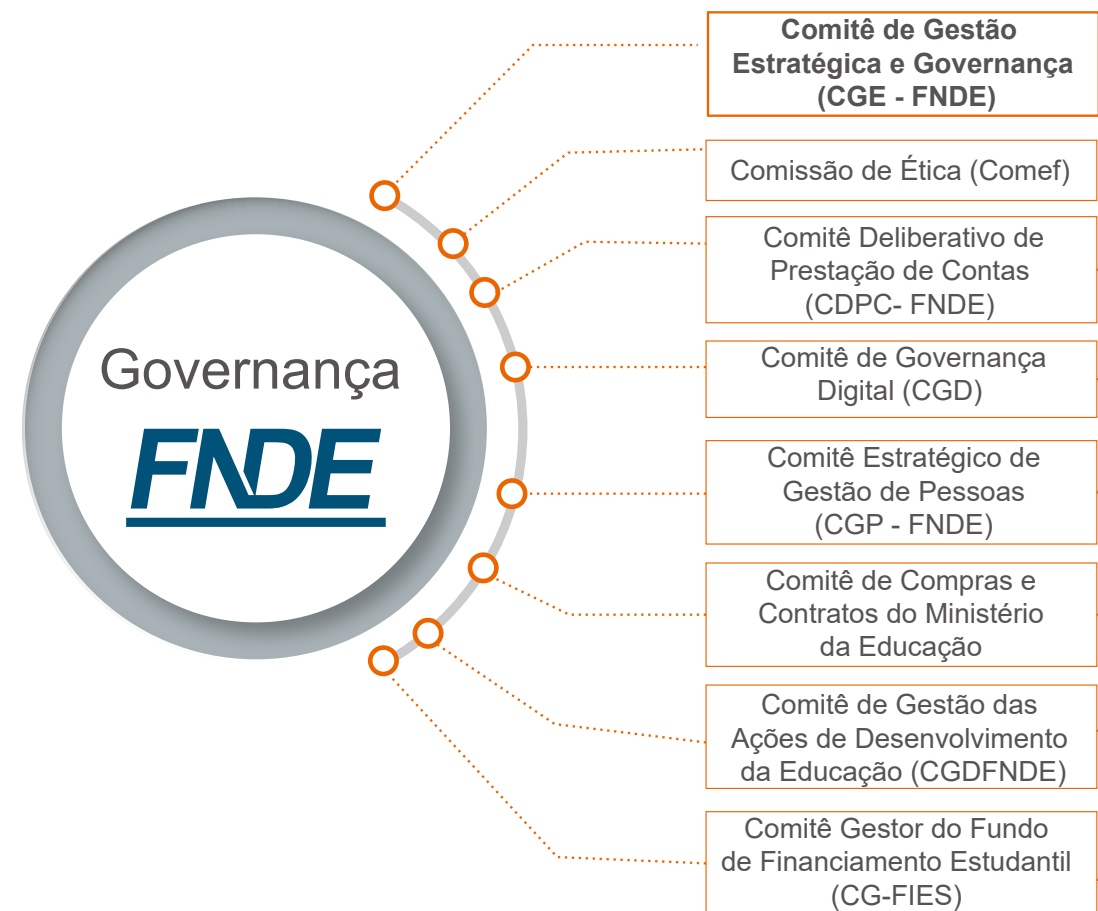 Comitê de Gestão
Estratégica e Governança
(CGE - FNDE)
Comissão de Ética (Comef)
Comitê Deliberativo de
Prestação de Contas
(CDPC- FNDE)
Governança
FNDE
Comitê de Governança
Digital (CGD)
Comitê Estratégico de
Gestão de Pessoas
(CGP - FNDE)
Comitê de Compras e
Contratos do Ministério
da Educação
Comitê de Gestão das
Ações de Desenvolvimento
da Educação (CGDFNDE)
Comitê Gestor do Fundo
de Financiamento Estudantil
(CG-FIES)